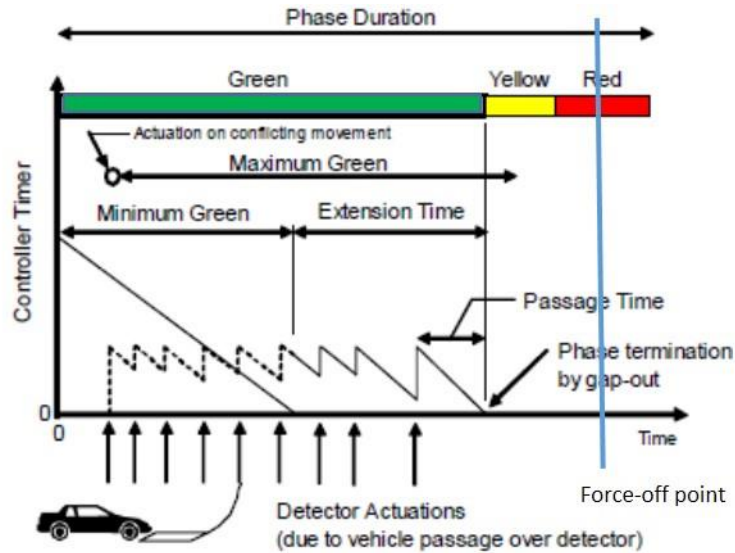 Phase Duration
Green Yellow Red
Actuation on conflicting movement
Maximum Green
Minimum Green Extension Time
Controller Timer
Passage Time
Phase termination
by gap-out
0
0
Time
Force-off point
Detector Actuations
(due to vehicle passage over detector)